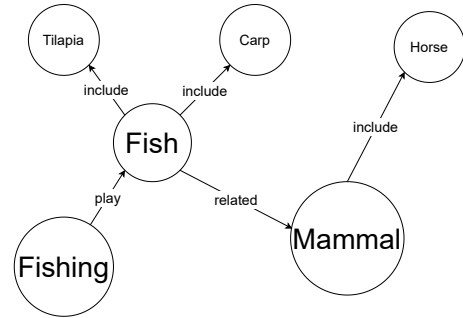 Tilapia
Carp
Horse
include
include
include
Fish
play
related
Mammal
Fishing